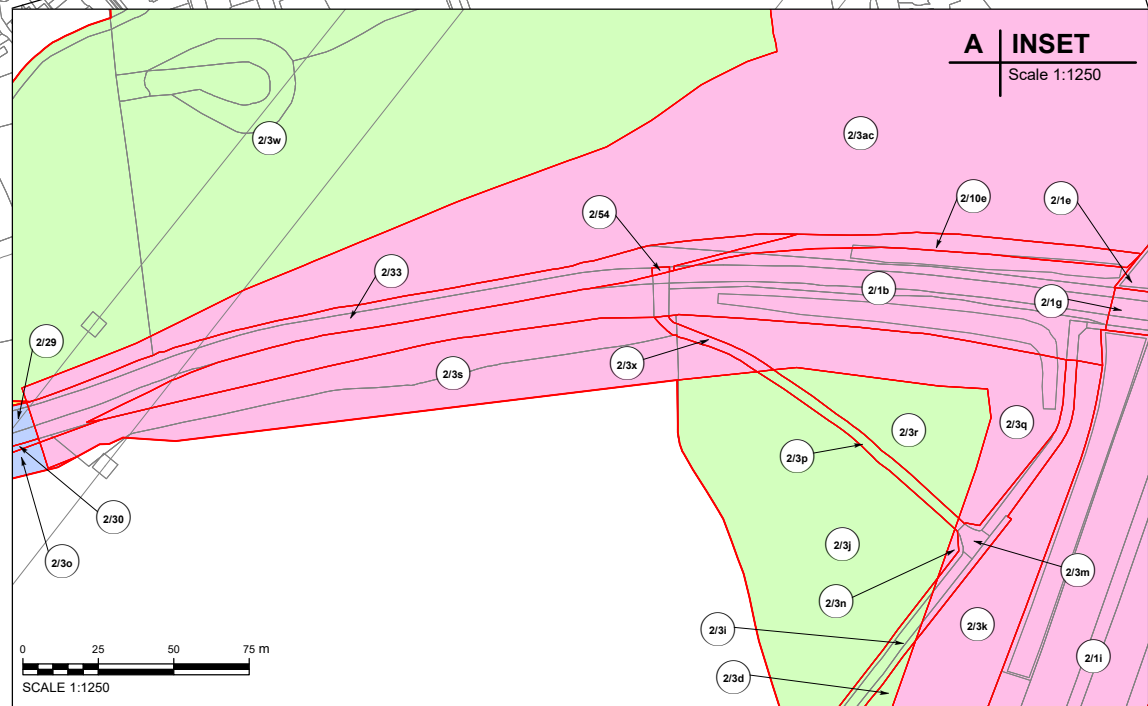 A INSET
Scale 1:1250
2/3w
2/3ac
2/54
2/10e
2/1e
2/33
2/1b
2/1g
2/29
2/3s
2/3x
2/3r
2/3q
2/3p
2/30
2/3j
2/3o
2/3m
2/3n
2/3i
2/3k
2/1i
2/3d
0 25 50 75 m
SCALE 1:1250